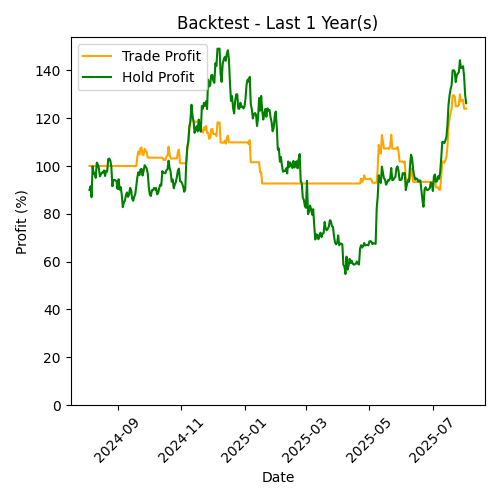 Backtest - Last 1 Year(s)
Trade Profit
Hold Profit
Profit (%)
140
120
100
80
60
40
20
0
2024-09
2024-11
2025-01
2025-03
2025-05
2025-07
Date